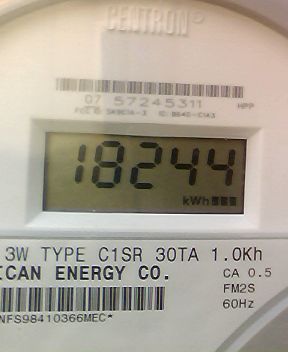 CENTRON®
07 57245311 HPP
18244
kWh
3W TYPE C1SR 30TA 1.0Kh
ICAN ENERGY CO.
CA 0.5
FM2S
60Hz
NFS98410366MEC*